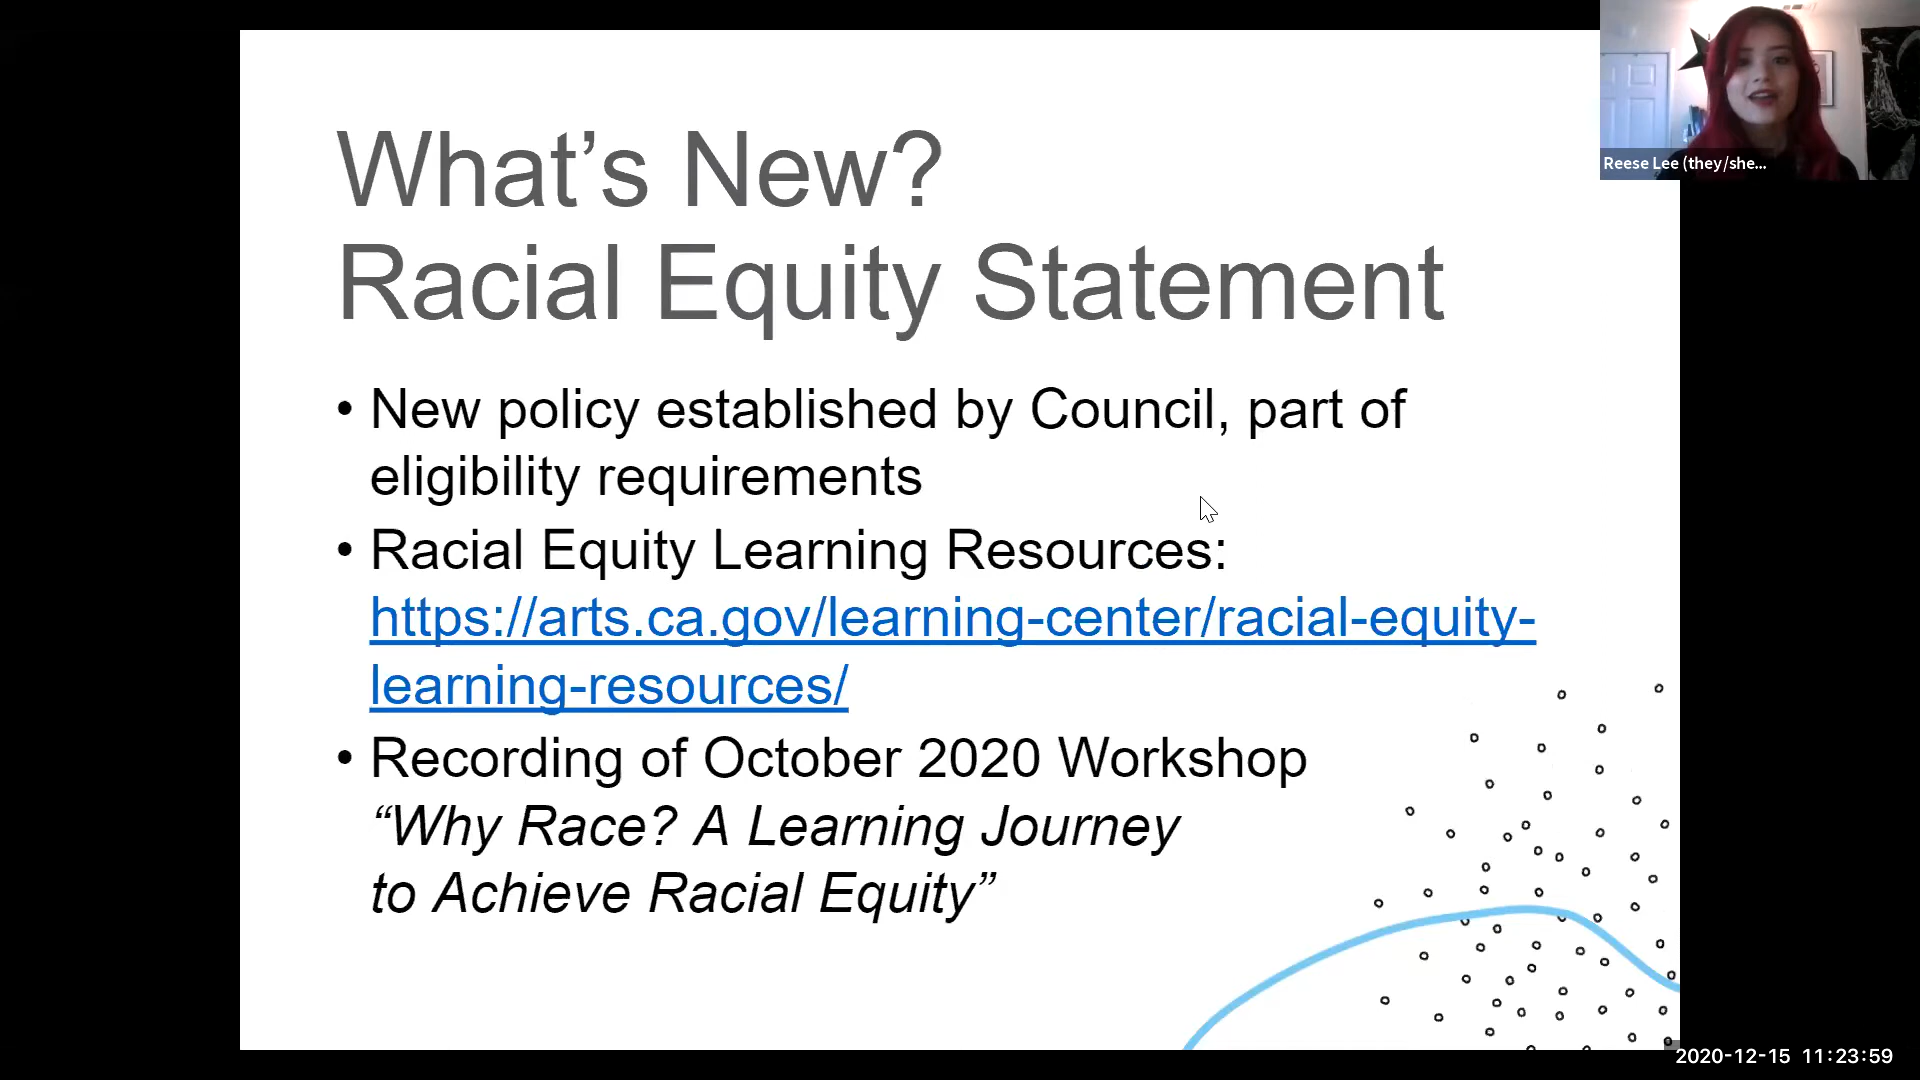 What’s New?
Racial Equity Statement
• New policy established by Council, part of
eligibility requirements
• Racial Equity Learning Resources:
https://arts.ca.gov/learning-center/racial-equity-
learning-resources/
• Recording of October 2020 Workshop
“Why Race? A Learning Journey
to Achieve Racial Equity”
Reese Lee (they/she...
2020-12-15 11:23:59